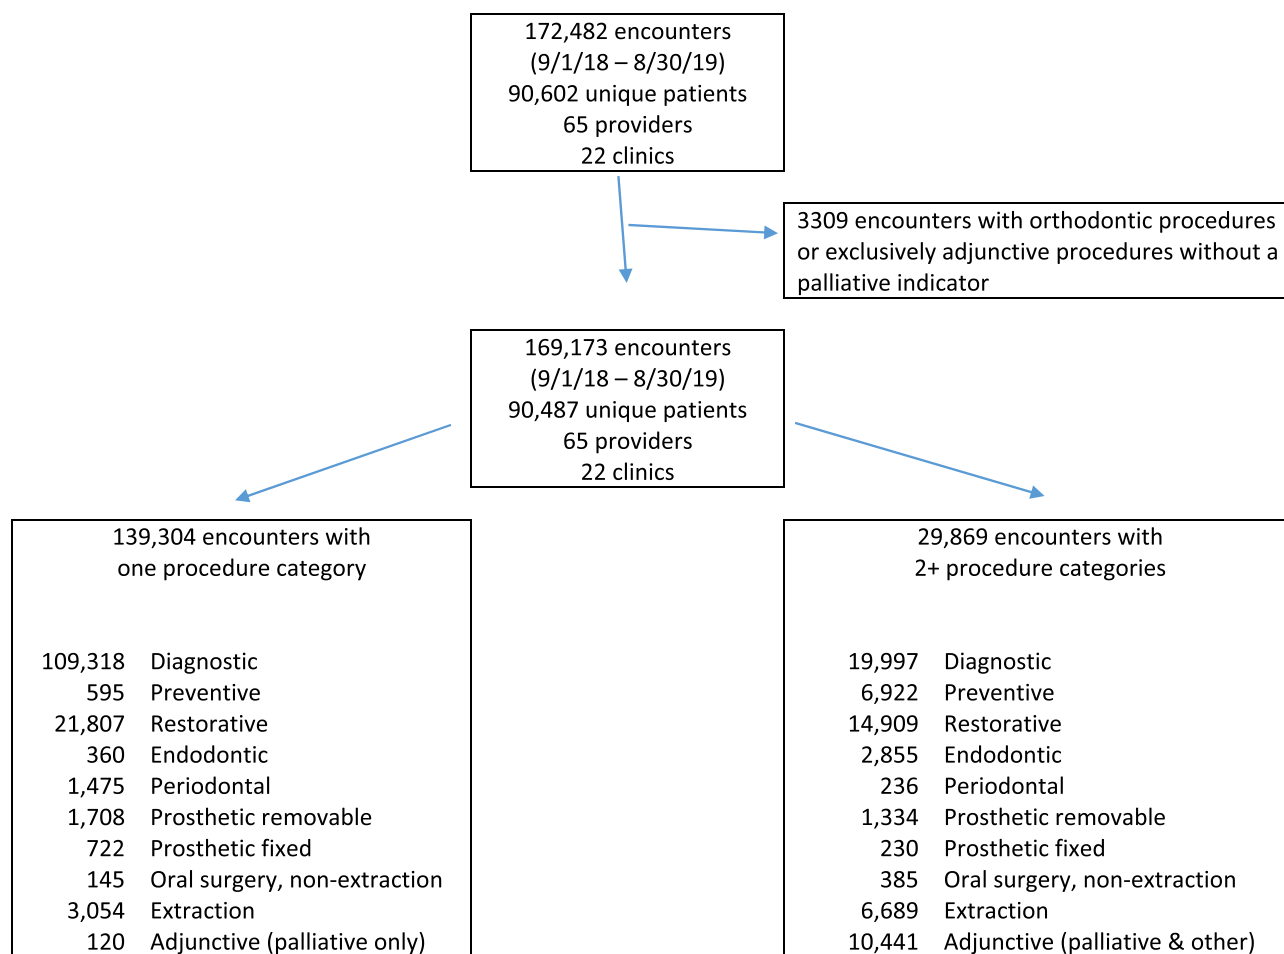 172,482 encounters
(9/1/18 – 8/30/19)
90,602 unique patients
65 providers
22 clinics
3309 encounters with orthodontic procedures
or exclusively adjunctive procedures without a
palliative indicator
169,173 encounters
(9/1/18 – 8/30/19)
90,487 unique patients
65 providers
22 clinics
139,304 encounters with
one procedure category
109,318 Diagnostic
595 Preventive
21,807 Restorative
360 Endodontic
1,475 Periodontal
1,708 Prosthetic removable
722 Prosthetic fixed
145 Oral surgery, non-extraction
3,054 Extraction
120 Adjunctive (palliative only)
29,869 encounters with
2+ procedure categories
19,997 Diagnostic
6,922 Preventive
14,909 Restorative
2,855 Endodontic
236 Periodontal
1,334 Prosthetic removable
230 Prosthetic fixed
385 Oral surgery, non-extraction
6,689 Extraction
10,441 Adjunctive (palliative & other)